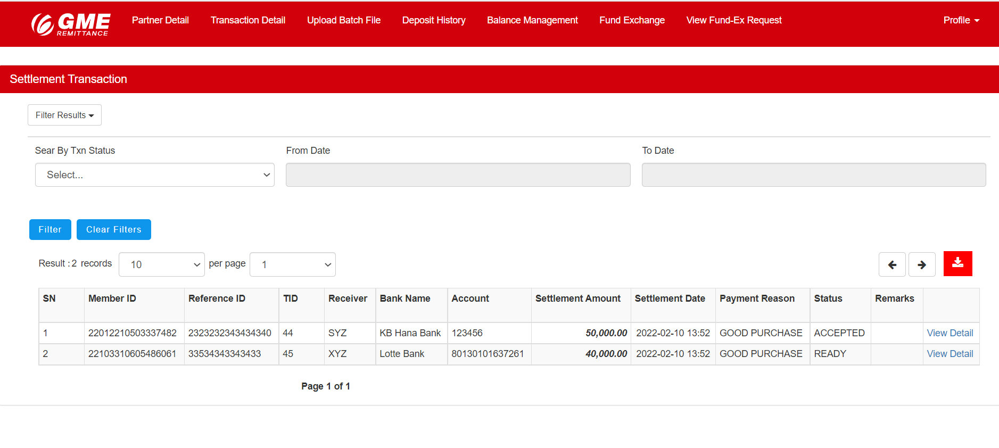 GME REMITTANCE Partner Detail Transaction Detail Upload Batch File Deposit History Balance Management Fund Exchange View Fund-Ex Request Profile
Settlement Transaction
Filter Results
Sear By Txn Status From Date To Date
Select...
Filter Clear Filters
Result : 2 records 10 per page 1
SN Member ID Reference ID TID Receiver Bank Name Account Settlement Amount Settlement Date Payment Reason Status Remarks
1 22012210503337482 2323232343434340 44 SYZ KB Hana Bank 123456 50,000.00 2022-02-10 13:52 GOOD PURCHASE ACCEPTED View Detail
2 22103310605486061 33534343343433 45 XYZ Lotte Bank 80130101637261 40,000.00 2022-02-10 13:52 GOOD PURCHASE READY View Detail
Page 1 of 1